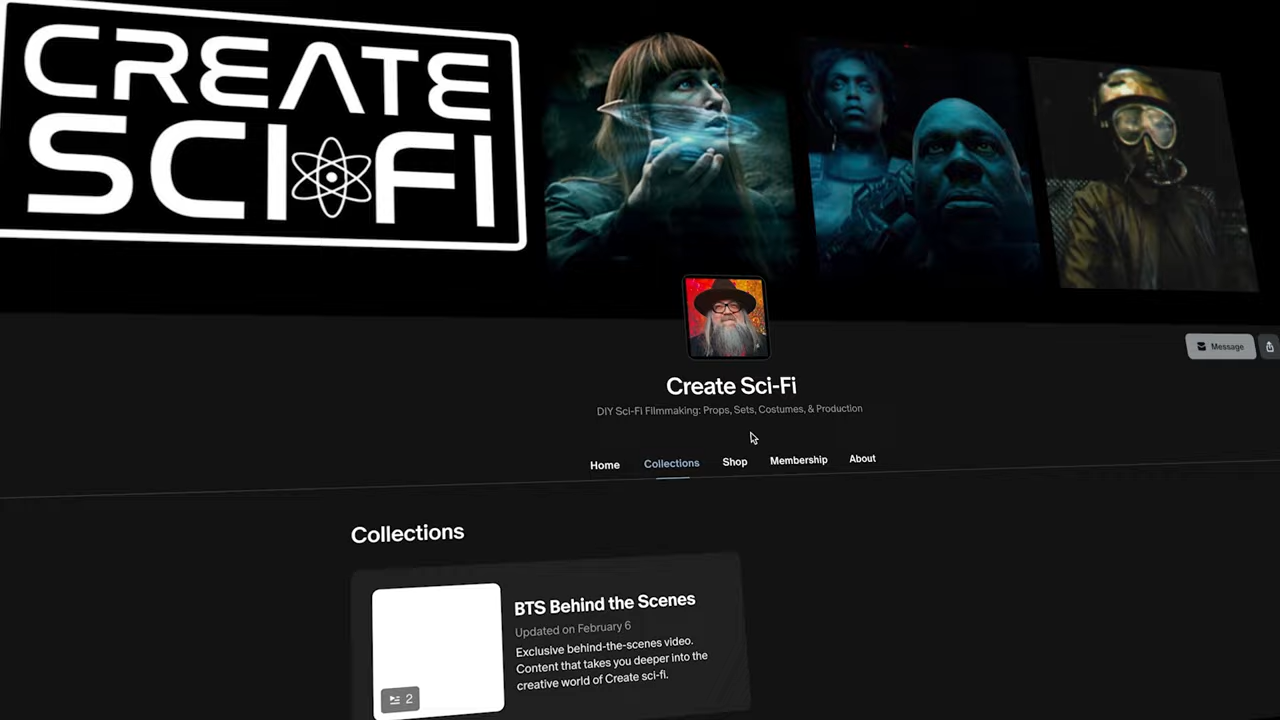 CREATE
SCI FI
Message
Create Sci-Fi
DIY Sci-Fi Filmmaking: Props, Sets, Costumes, & Production
Home Collections Shop Membership About
Collections
BTS Behind the Scenes
Updated on February 6
Exclusive behind-the-scenes video.
Content that takes you deeper into the
creative world of Create sci-fi.
2